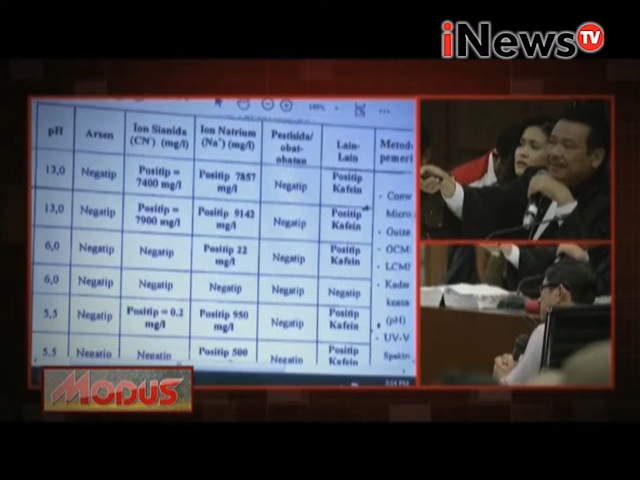 iNews TV
pH Arsen Ion Sianida (CN-) (mg/l) Ion Natrium (Na+) (mg/l) Pestisida/ obat-obatan Lain-Lain Metode
13,0 Negatip Positip = 7400 mg/l Positip 7857 mg/l Negatip Positip Kafein
13,0 Negatip Positip = 7900 mg/l Positip 9142 mg/l Negatip Positip Kafein
6,0 Negatip Negatip Positip 22 mg/l Negatip Positip Kafein
6,0 Negatip Negatip Negatip Negatip Negatip
5,5 Negatip Positip = 0.2 mg/l Positip 950 mg/l Negatip Positip Kafein
5.5 Negatip Negatip Positip 500 Negatip Positip Kafein
Micro
GCM
LCM
(pH)
UV-V
MODUS